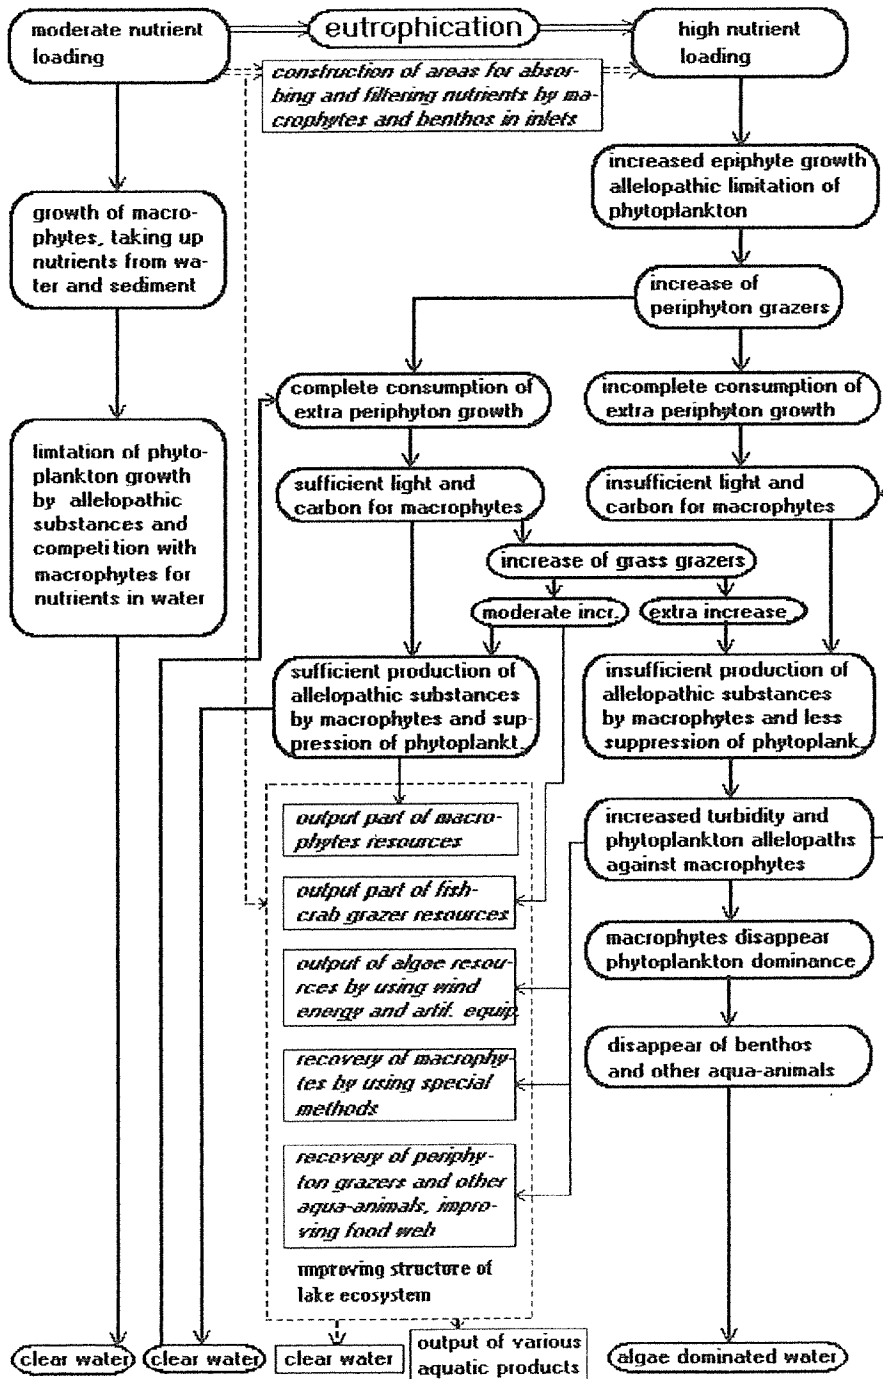 moderate nutrient
loading
eutrophication
high nutrient
loading
construction of areas for absor-
bing and filtering nutrients by ma-
crophytes and benthos in inlets
increased epiphyte growth
allelopathic limitation of
phytoplankton
growth of macro-
phytes, taking up
nutrients from wa-
ter and sediment
increase of
periphyton grazers
complete consumption of
extra periphyton growth
incomplete consumption of
extra periphyton growth
limtation of phyto-
plankton growth
by allelopathic
substances and
competition with
macrophytes for
nutrients in water
sufficient light and
carbon for macrophytes
insufficient light and
carbon for macrophytes
increase of grass grazers
moderate incr.
extra increase
sufficient production of
allelopathic substances
by macrophytes and sup-
pression of phytoplankt.
insufficient production of
allelopathic substances
by macrophytes and less
suppression of phytoplank.
output part of macro-
phytes resources
increased turbidity and
phytoplankton allelopaths
against macrophytes
output part of fish-
crab grazer resources
macrophytes disappear
phytoplankton dominance
output of algae resou-
rces by using wind
energy and artif. equip.
disappear of benthos
and other aqua-animals
recovery of macrophy-
tes by using special
methods
recovery of periphy-
ton grazers and other
aqua-animals, impro-
ving food web
improving structure of
lake ecosystem
clear water
clear water
clear water
output of various
aquatic products
algae dominated water